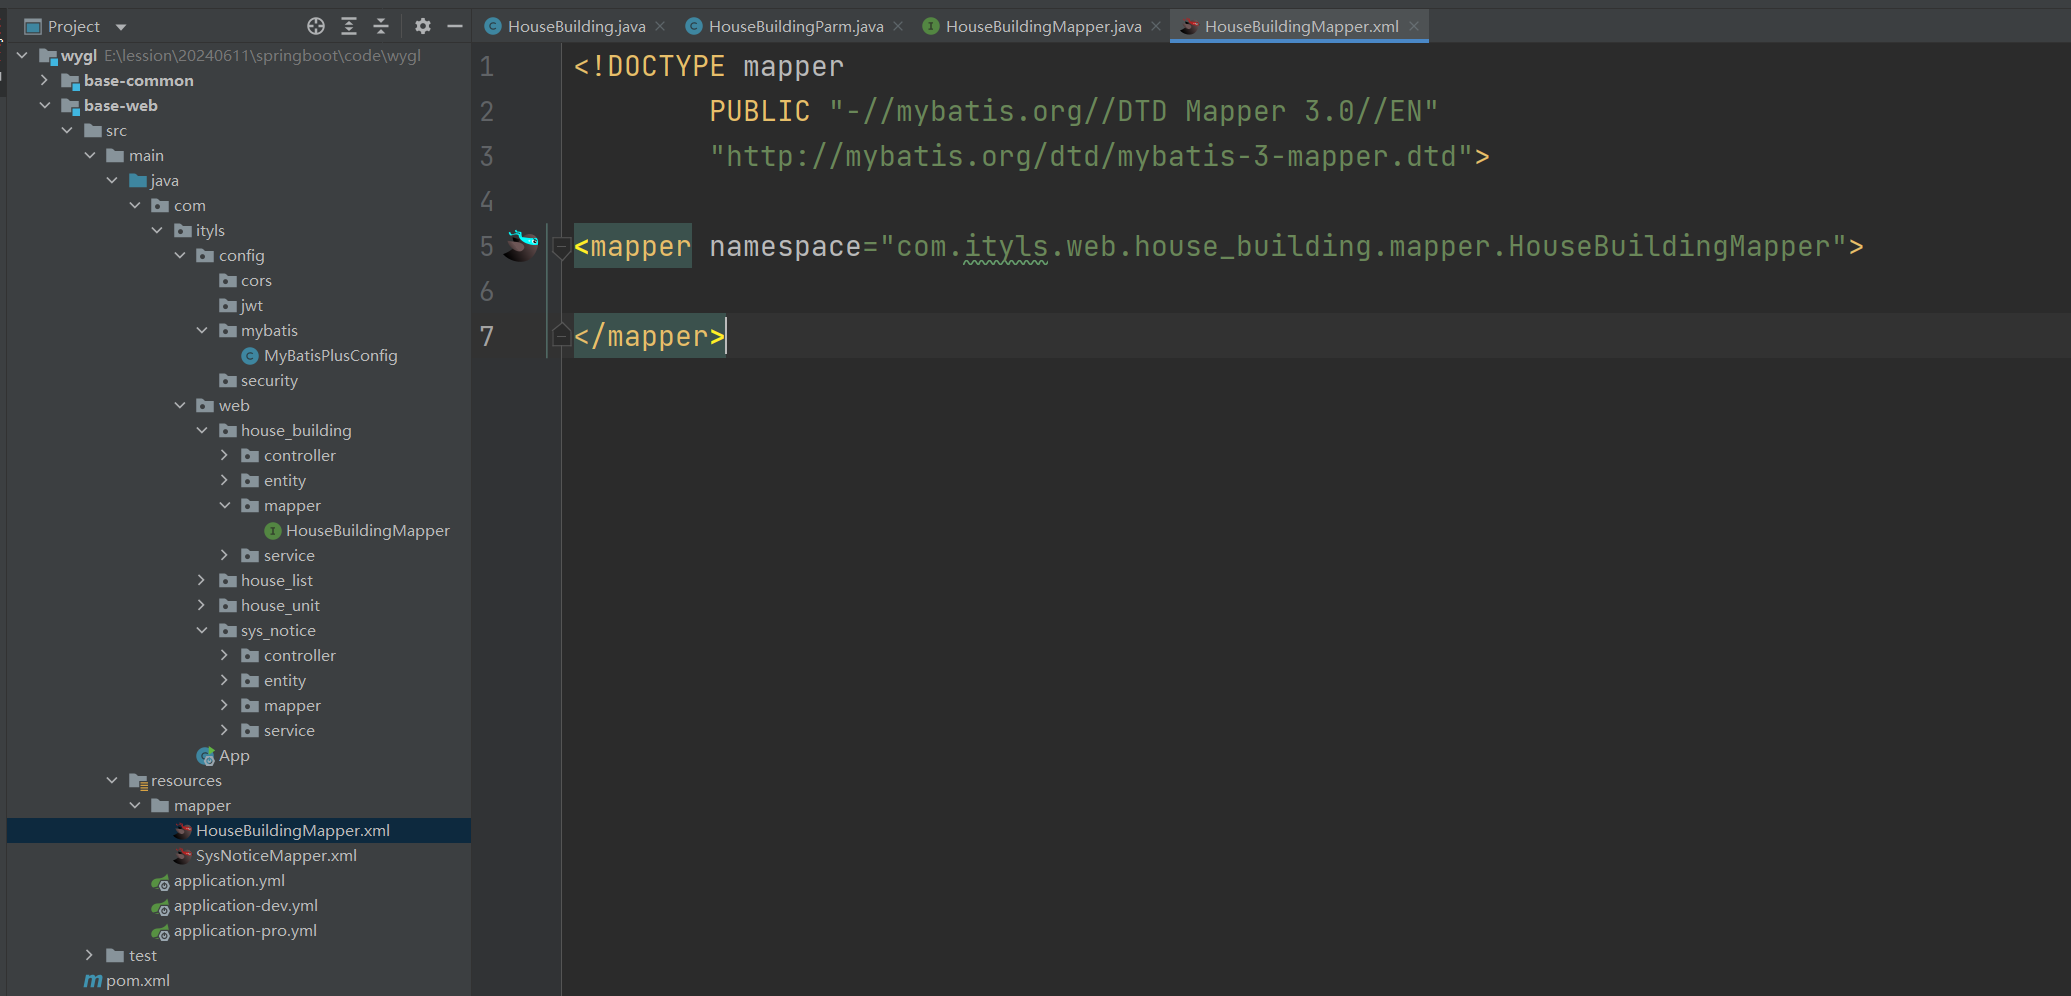 Project
HouseBuilding.java
HouseBuildingParm.java
HouseBuildingMapper.java
HouseBuildingMapper.xml
wygl E:\lession\20240611\springboot\code\wygl
base-common
base-web
src
main
java
com
ityls
config
cors
jwt
mybatis
MyBatisPlusConfig
security
web
house_building
controller
entity
mapper
HouseBuildingMapper
service
house_list
house_unit
sys_notice
controller
entity
mapper
service
App
resources
mapper
HouseBuildingMapper.xml
SysNoticeMapper.xml
application.yml
application-dev.yml
application-pro.yml
test
pom.xml
1 <!DOCTYPE mapper
2 PUBLIC "-//mybatis.org//DTD Mapper 3.0//EN"
3 "http://mybatis.org/dtd/mybatis-3-mapper.dtd">
4
5 <mapper namespace="com.ityls.web.house_building.mapper.HouseBuildingMapper">
6
7 </mapper>